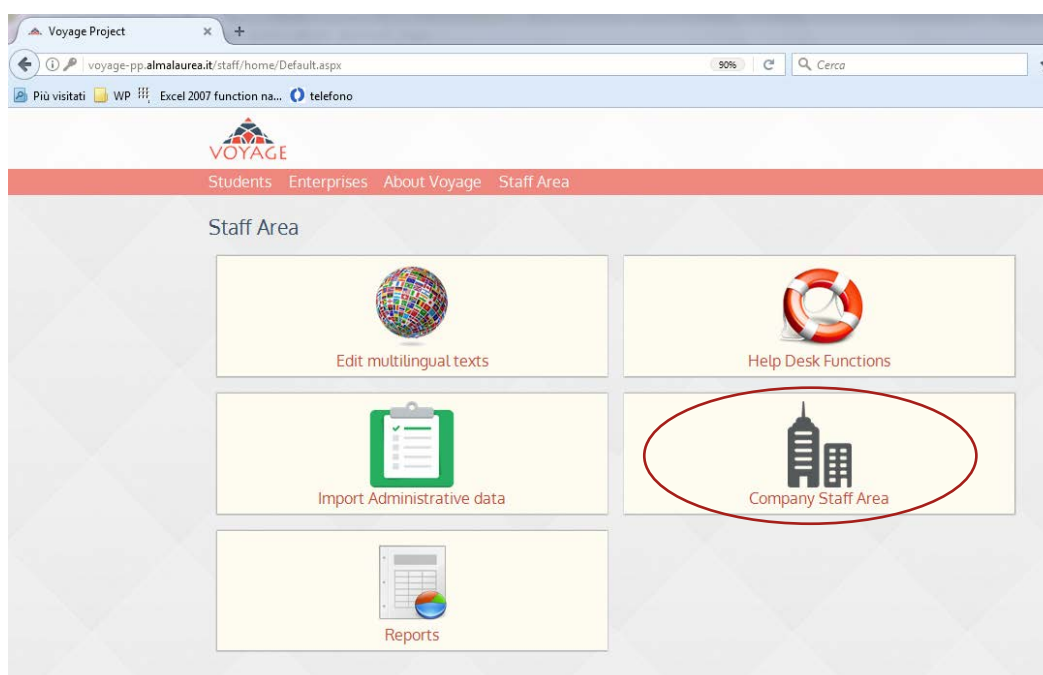 Voyage Project
voyage-pp.almalaurea.it/staff/home/Default.aspx 90% Cerca
Più visitati WP Excel 2007 function na... telefono
VOYAGE
Students Enterprises About Voyage Staff Area
Staff Area
Edit multilingual texts Help Desk Functions
Import Administrative data Company Staff Area
Reports